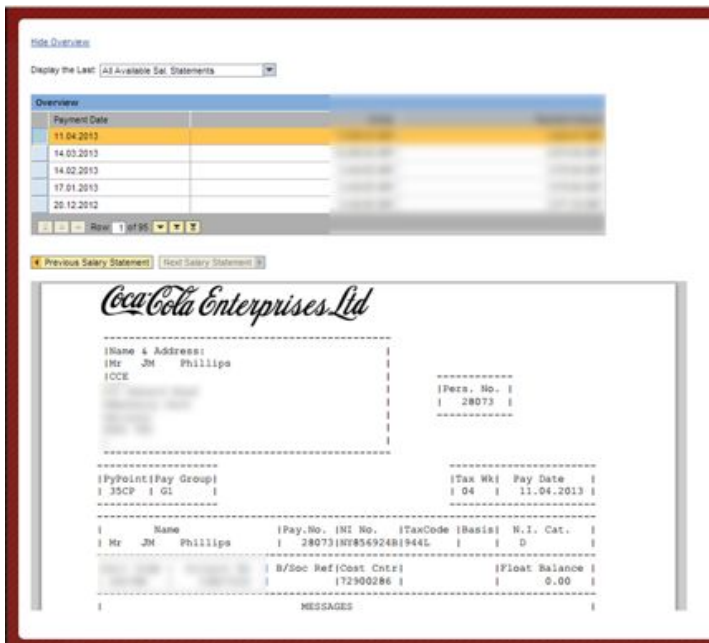 Hide Overview
Display the Last: All Available Sal. Statements
Overview
Payment Date
11.04.2013
14.03.2013
14.02.2013
17.01.2013
20.12.2012
Row 1 of 95
Previous Salary Statement Next Salary Statement
Coca-Cola Enterprises Ltd
Name & Address:
Mr JM Phillips
CCE
Pers. No.
28073
PyPoint|Pay Group| |Tax Wk| Pay Date |
| 35CP | G1 | | 04 | 11.04.2013 |
| Name |Pay.No. |NI No. |TaxCode |Basis| N.I. Cat. |
| Mr JM Phillips | 28073|NY856924B|944L | | D |
| B/Soc Ref|Cost Cntr| |Float Balance |
|72900286 | | 0.00 |
| MESSAGES |